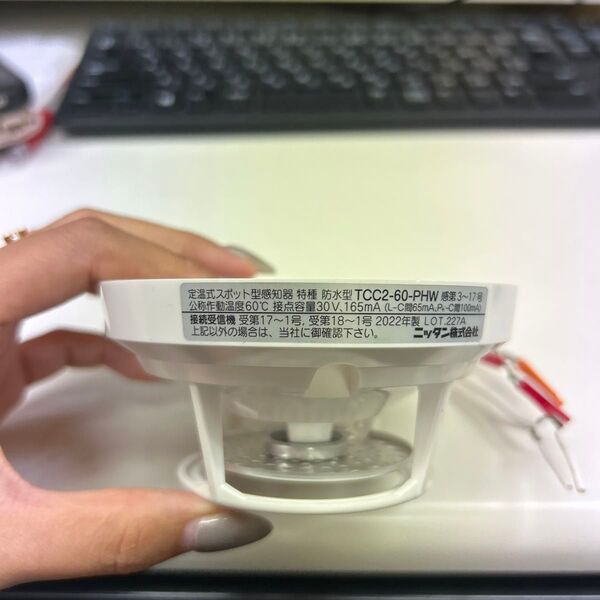 定温式スポット型感知器 特種 防水型 TCC2-60-PHW 感第3〜17号
公称作動温度60℃ 接点容量30V、165mA (L-C間65mA,P₊-C間100mA)
接続受信機 受第17〜1号, 受第18〜1号 2022年製 LOT.227A
上記以外の場合は、当社に御確認下さい。 ニッタン株式会社